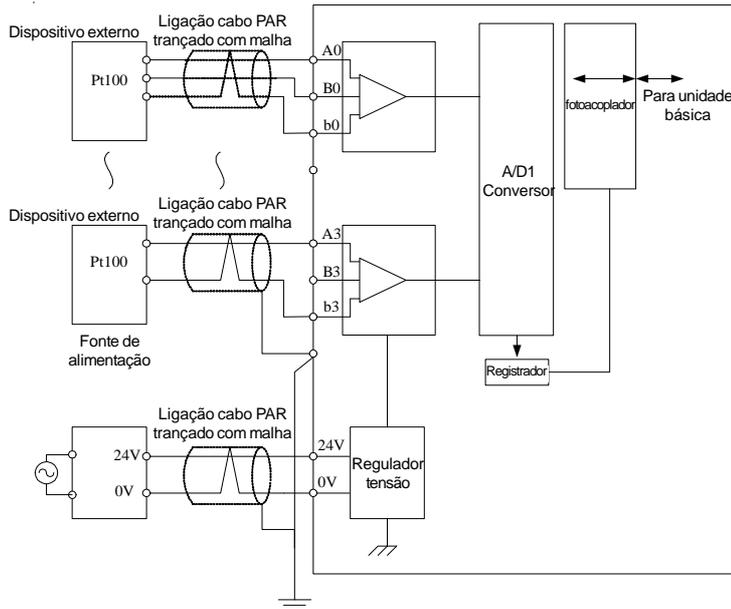 Ligação cabo PAR
trançado com malha
Dispositivo externo
Pt100
A0
B0
b0
fotoacoplador
Para unidade
básica
A/D1
Conversor
Ligação cabo PAR
trançado com malha
Dispositivo externo
Pt100
A3
B3
b3
Fonte de
alimentação
Registrador
Ligação cabo PAR
trançado com malha
24V
0V
24V
0V
Regulador
tensão